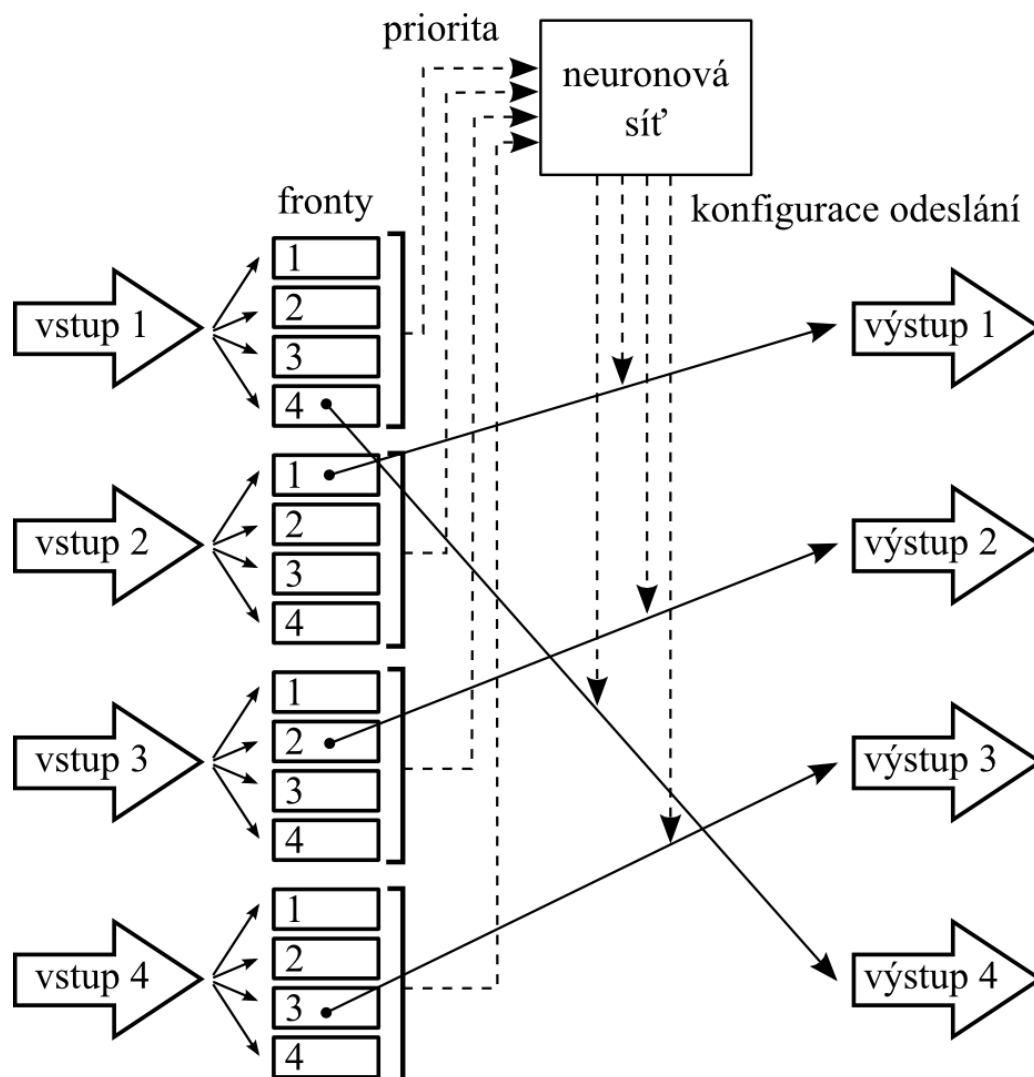 priorita
neuronová
síť
fronty
konfigurace odeslání
vstup 1
1
2
3
4
výstup 1
vstup 2
1
2
3
4
výstup 2
vstup 3
1
2
3
4
výstup 3
vstup 4
1
2
3
4
výstup 4